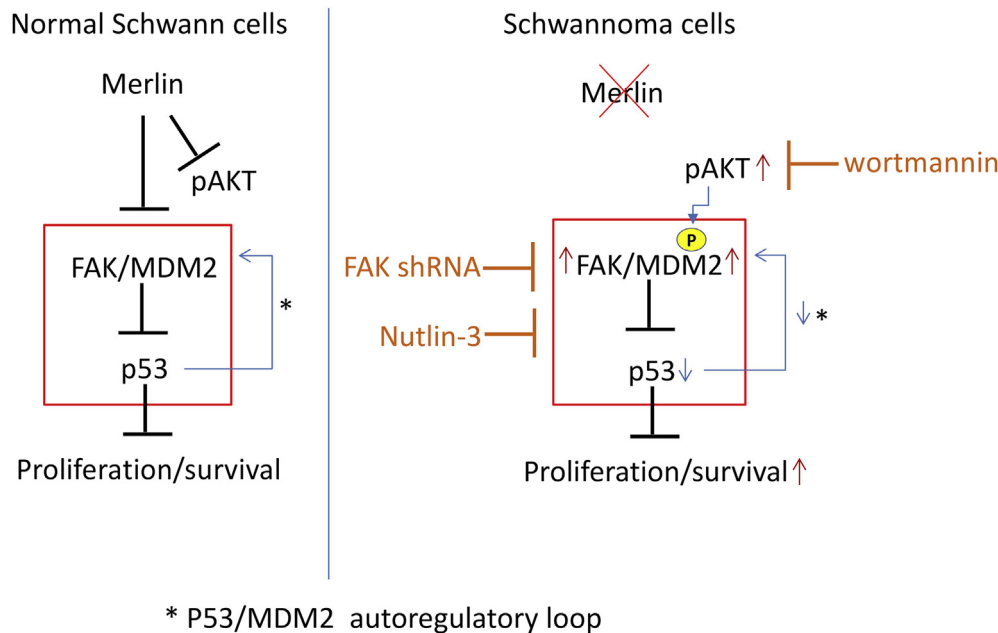 Normal Schwann cells
Merlin
pAKT
FAK/MDM2
*
p53
Proliferation/survival
Schwannoma cells
Merlin
pAKT ↑
wortmannin
P
↑ FAK/MDM2 ↑
FAK shRNA
Nutlin-3
↓ *
p53 ↓
Proliferation/survival ↑
* P53/MDM2 autoregulatory loop